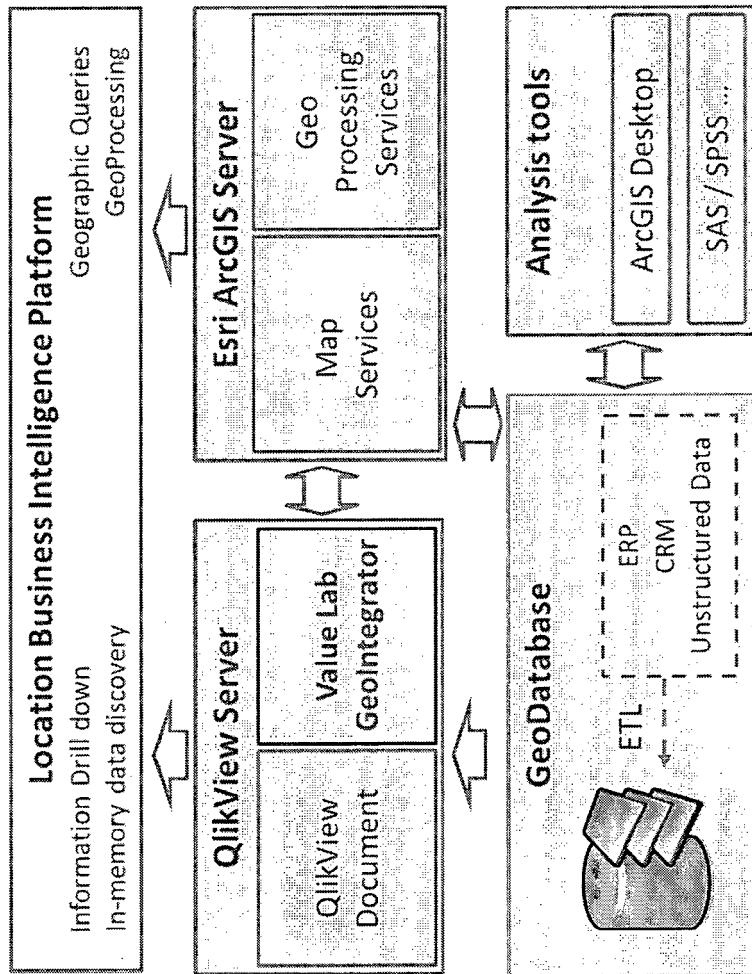 Location Business Intelligence Platform
Information Drill down
In-memory data discovery
Geographic Queries
GeoProcessing
QlikView Server
QlikView
Document
Value Lab
GeoIntegrator
Esri ArcGIS Server
Map
Services
Geo
Processing
Services
GeoDatabase
ETL
ERP
CRM
Unstructured Data
Analysis tools
ArcGIS Desktop
SAS / SPSS ...